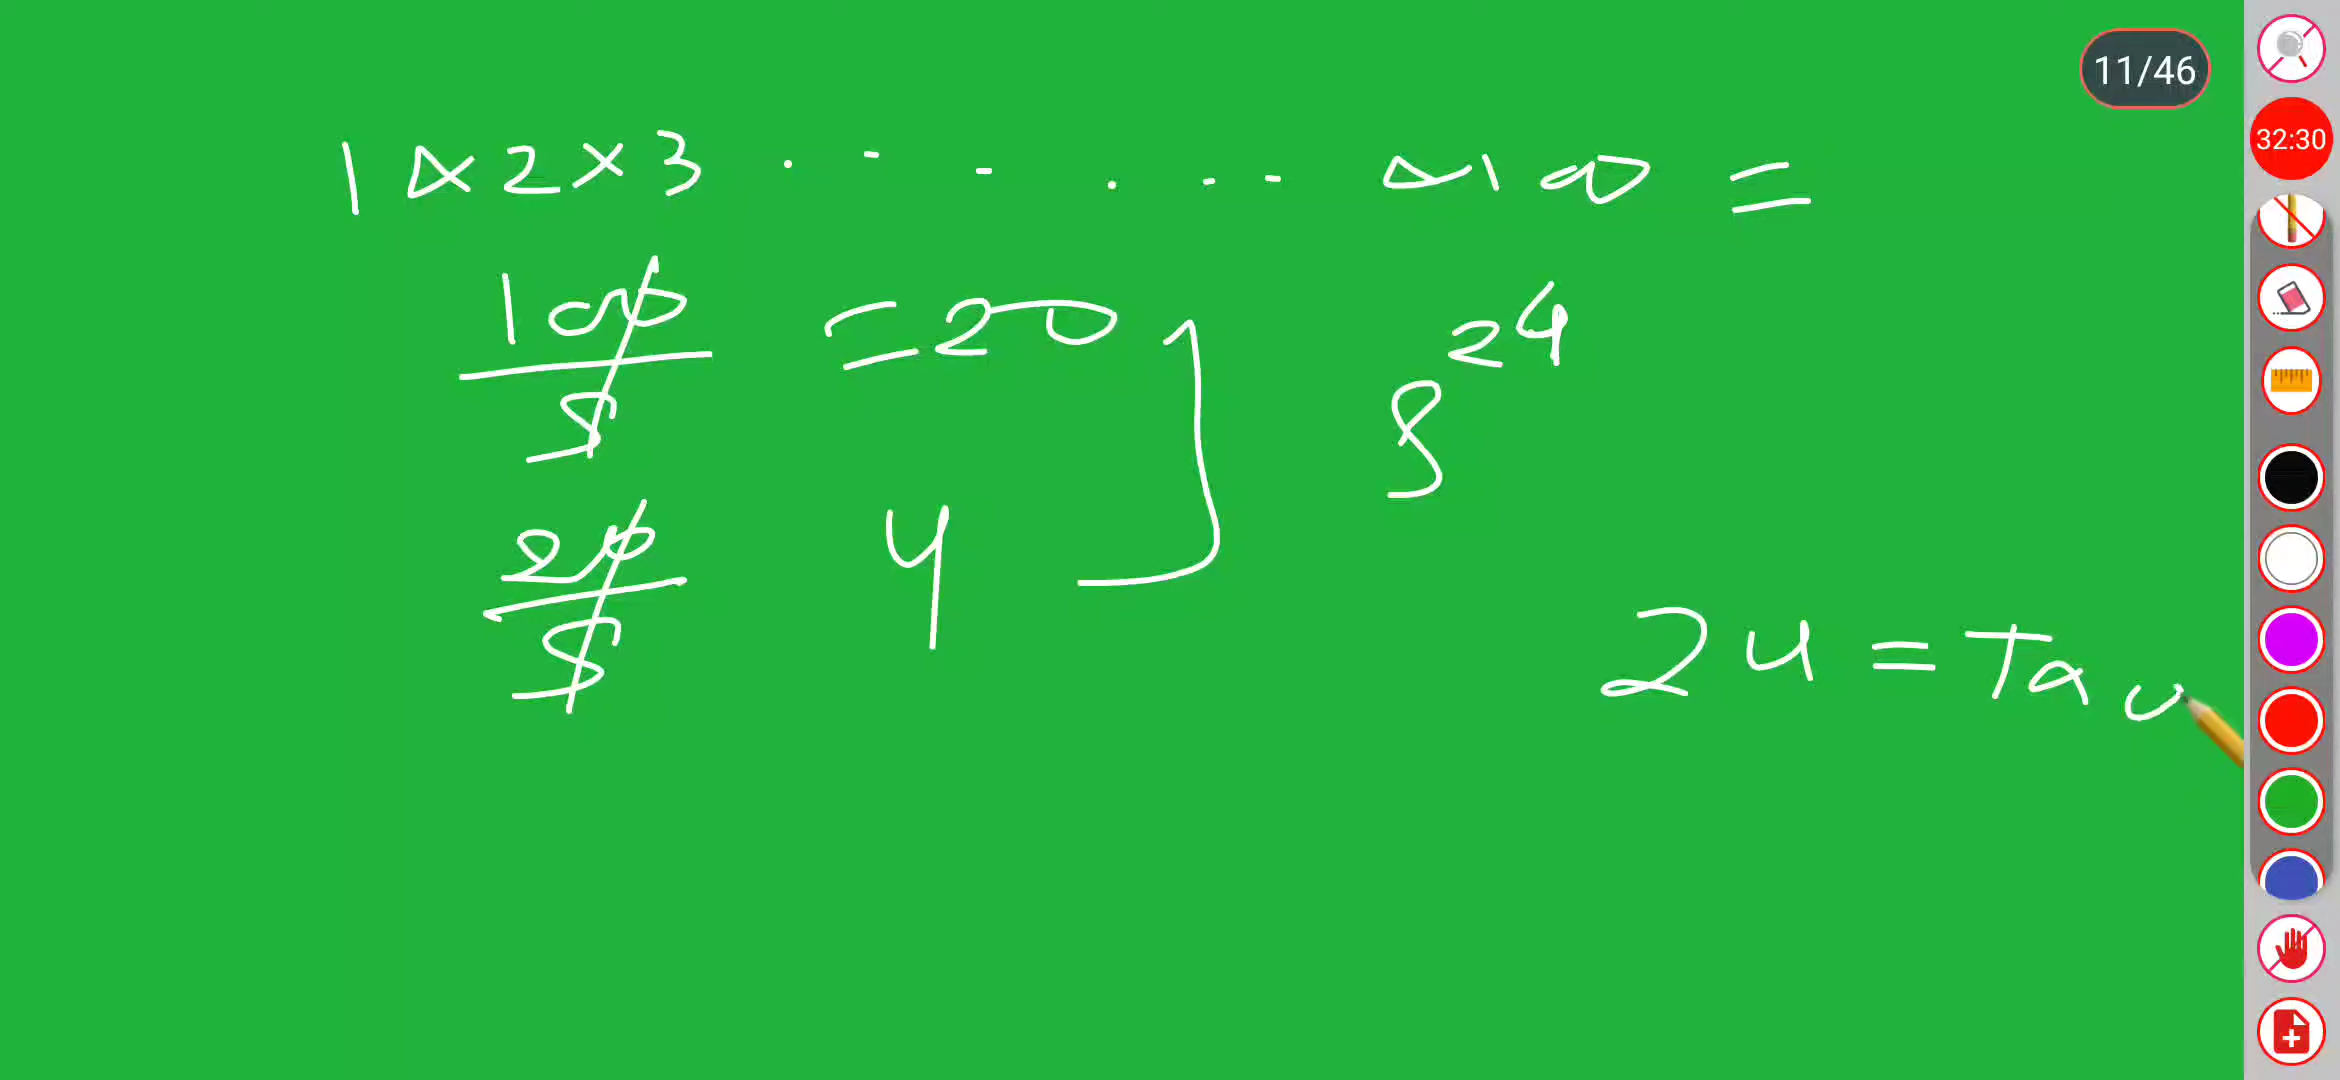 11/46
32:30
1 × 2 × 3 . - - . - - × 100 =
100/5 = 20
5²⁴
20/5 4
24 = Tau